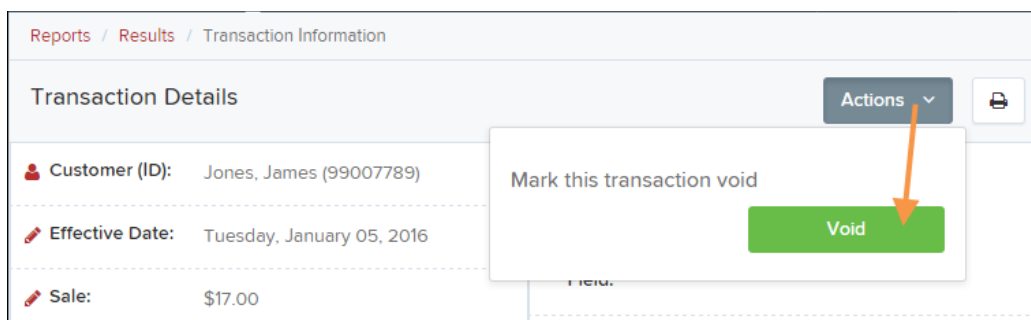 Reports / Results / Transaction Information
Transaction Details
Actions
Customer (ID): Jones, James (99007789)
Mark this transaction void
Effective Date: Tuesday, January 05, 2016
Void
Sale: $17.00